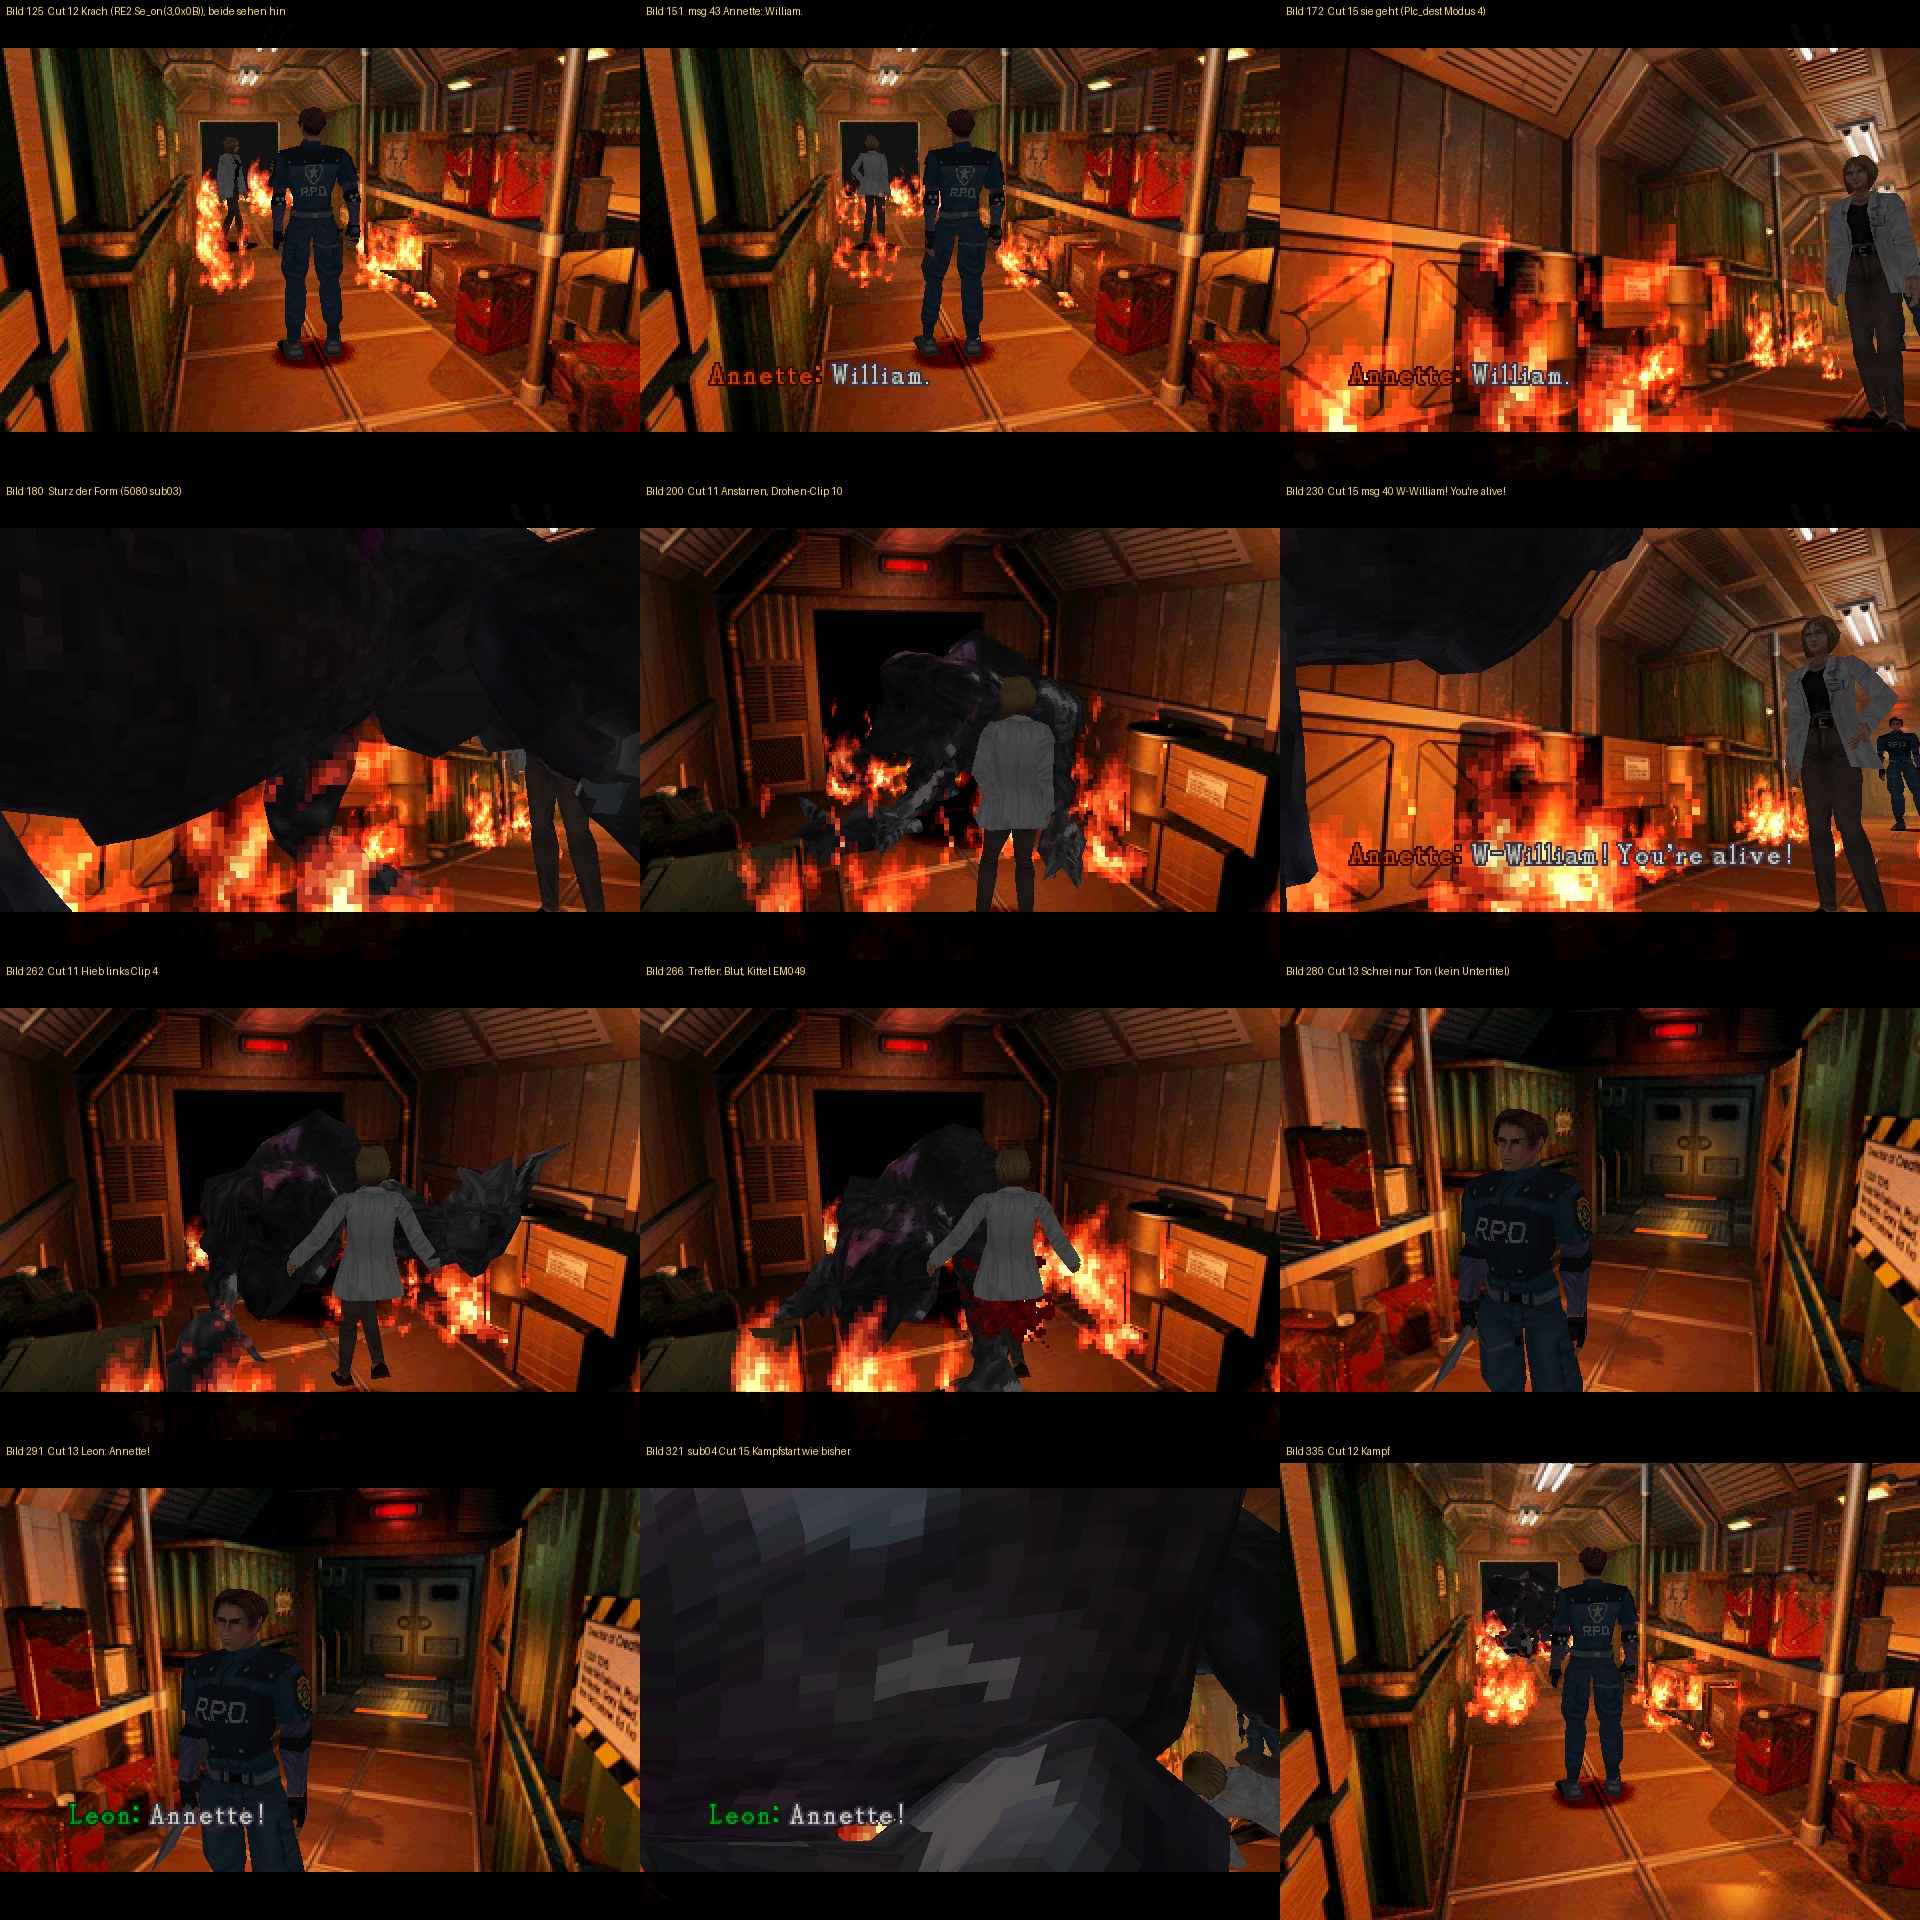 Bild 125 Cut 12 Krach (RE2 Se_on(3,0x0B)), beide sehen hin
Bild 151 msg 43 Annette: William.
Bild 172 Cut 15 sie geht (Plc_dest Modus 4)
R.P.D.
R.P.D.
Annette: William.
Annette: William.
Bild 180 Sturz der Form (5080 sub03)
Bild 200 Cut 11 Anstarren, Drohen-Clip 10
Bild 230 Cut 15 msg 40 W-William! You're alive!
Annette: W-William! You're alive!
Bild 262 Cut 11 Hieb links Clip 4
Bild 266 Treffer: Blut, Kittel EM049
Bild 280 Cut 13 Schrei nur Ton (kein Untertitel)
R.P.D.
Bild 291 Cut 13 Leon: Annette!
Bild 321 sub04 Cut 15 Kampfstart wie bisher
Bild 335 Cut 12 Kampf
R.P.D.
R.P.D.
Leon: Annette!
Leon: Annette!